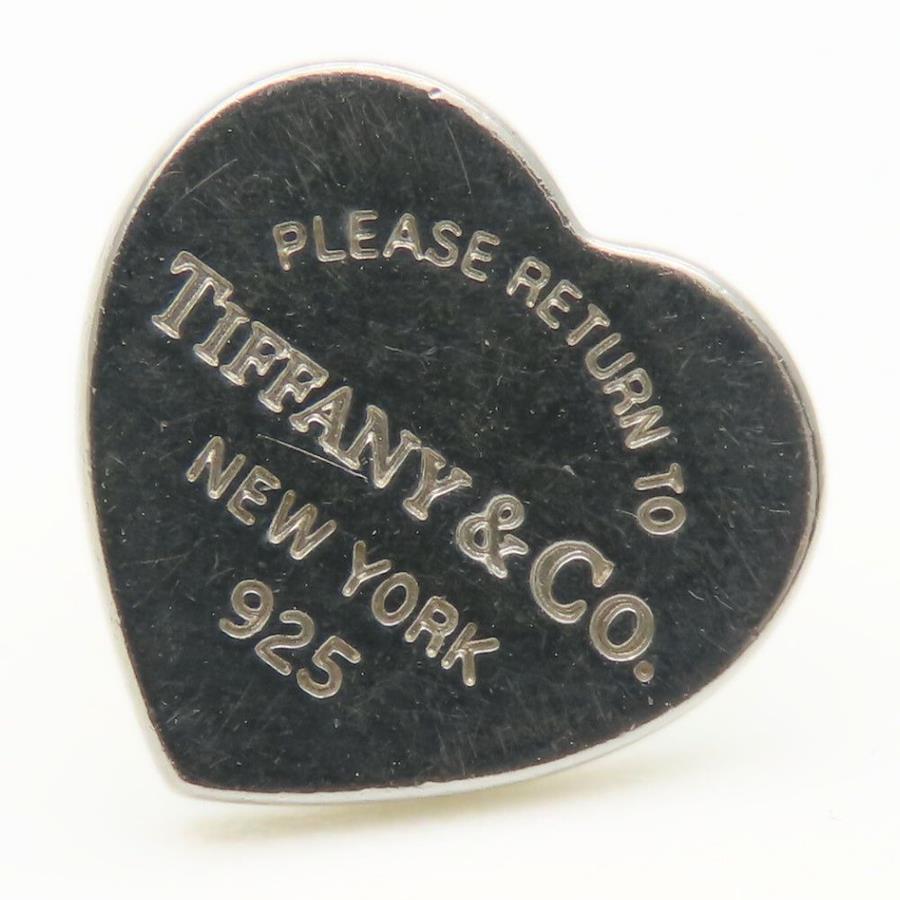 PLEASE RETURN TO
TIFFANY & CO.
NEW YORK
925